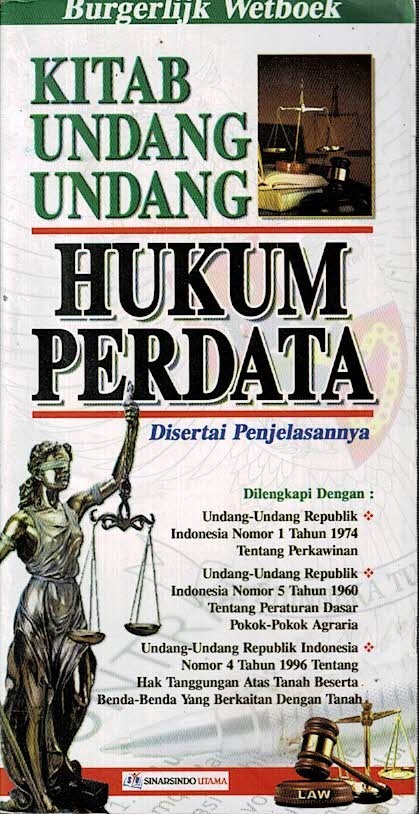 Burgerlijk Wetboek
KITAB
UNDANG
UNDANG
HUKUM
PERDATA
Disertai Penjelasannya
Dilengkapi Dengan :
Undang-Undang Republik
Indonesia Nomor 1 Tahun 1974
Tentang Perkawinan
Undang-Undang Republik
Indonesia Nomor 5 Tahun 1960
Tentang Peraturan Dasar
Pokok-Pokok Agraria
Undang-Undang Republik Indonesia
Nomor 4 Tahun 1996 Tentang
Hak Tanggungan Atas Tanah Beserta
Benda-Benda Yang Berkaitan Dengan Tanah
SINARSINDO UTAMA
LAW